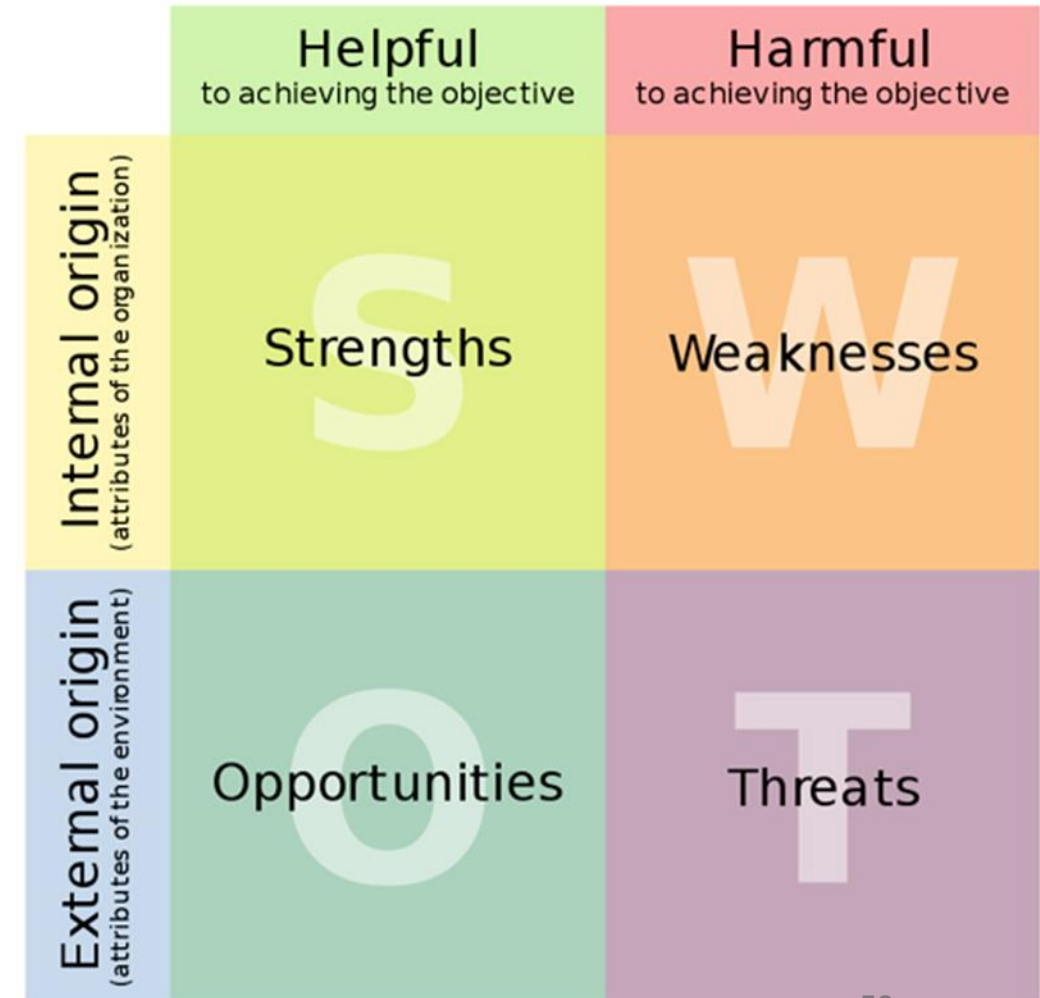 Helpful
to achieving the objective
Harmful
to achieving the objective
Internal origin
(attributes of the organization)
S
Strengths
W
Weaknesses
External origin
(attributes of the environment)
O
Opportunities
T
Threats